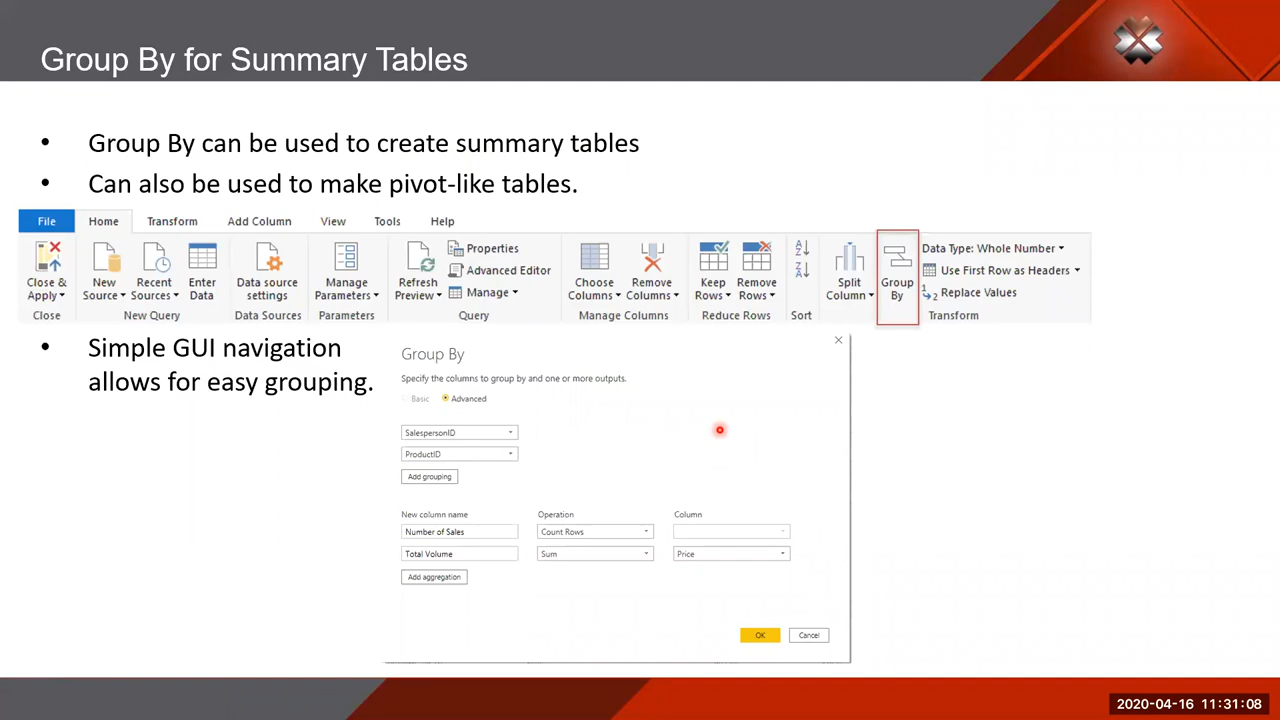 Group By for Summary Tables
• Group By can be used to create summary tables
• Can also be used to make pivot-like tables.
File Home Transform Add Column View Tools Help
Close & Apply
New Source
Recent Sources
Enter Data
Data source settings
Manage Parameters
Refresh Preview
Properties
Advanced Editor
Manage
Choose Columns
Remove Columns
Keep Rows
Remove Rows
A Z
Z A
Split Column
Group By
Data Type: Whole Number
Use First Row as Headers
1 2 Replace Values
Close New Query Data Sources Parameters Query Manage Columns Reduce Rows Sort Transform
• Simple GUI navigation
allows for easy grouping.
Group By
Specify the columns to group by and one or more outputs.
Basic Advanced
SalespersonID
ProductID
Add grouping
New column name Operation Column
Number of Sales Count Rows
Total Volume Sum Price
Add aggregation
OK Cancel
2020-04-16 11:31:08